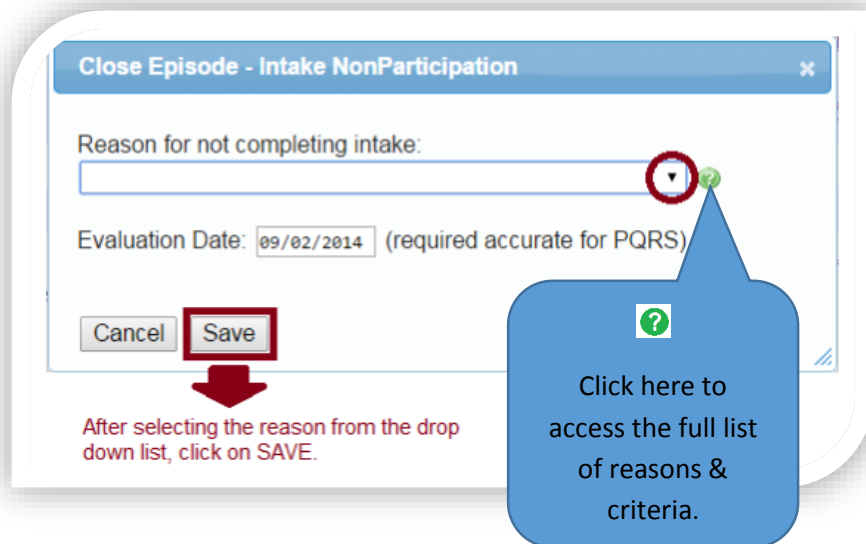 Close Episode - Intake NonParticipation ×
Reason for not completing intake:
?
Evaluation Date: 09/02/2014 (required accurate for PQRS)
Cancel Save
?
Click here to
access the full list
of reasons &
criteria.
After selecting the reason from the drop
down list, click on SAVE.